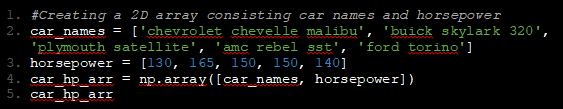 1. #Creating a 2D array consisting car names and horsepower
2. car_names = ['chevrolet chevelle malibu', 'buick skylark 320',
'plymouth satellite', 'amc rebel sst', 'ford torino']
3. horsepower = [130, 165, 150, 150, 140]
4. car_hp_arr = np.array([car_names, horsepower])
5. car_hp_arr